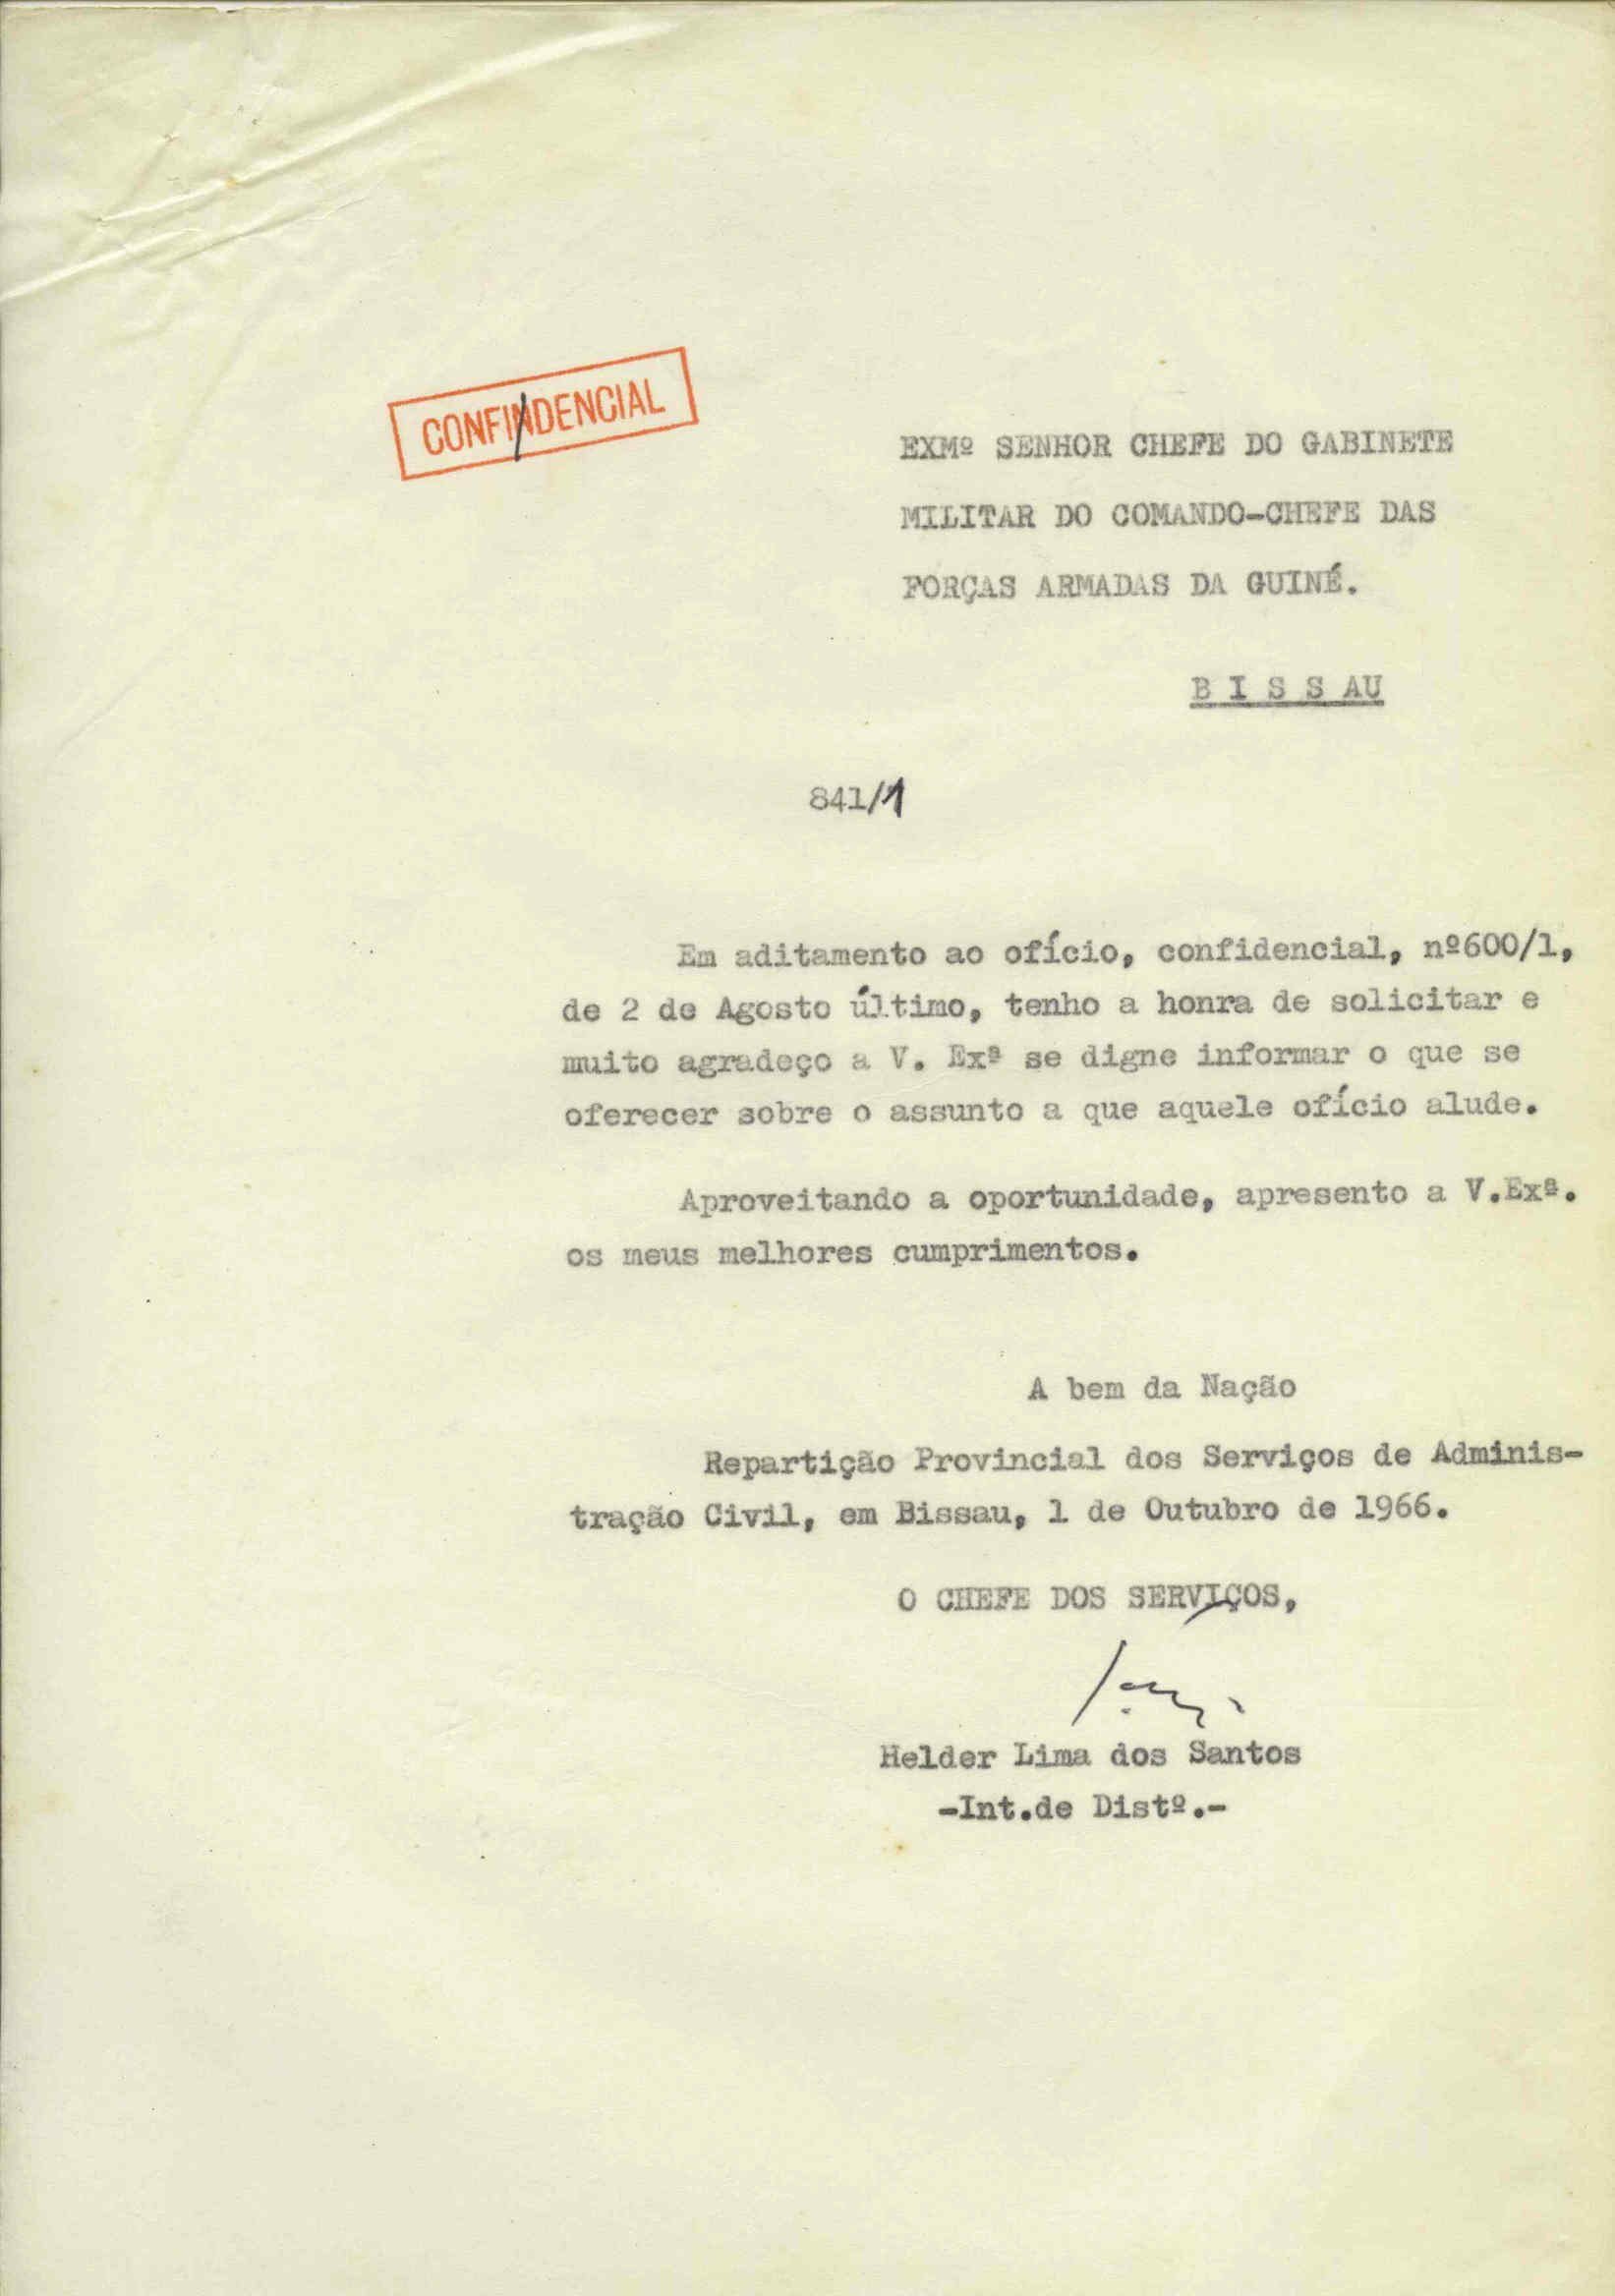 CONFINDENCIAL
EXMº SENHOR CHEFE DO GABINETE
MILITAR DO COMANDO-CHEFE DAS
FORÇAS ARMADAS DA GUINÉ.
B I S S AU
841/1
Em aditamento ao ofício, confidencial, nº600/1,
de 2 de Agosto último, tenho a honra de solicitar e
muito agradeço a V. Exª se digne informar o que se
oferecer sobre o assunto a que aquele ofício alude.
Aproveitando a oportunidade, apresento a V.Exª.
os meus melhores cumprimentos.
A bem da Nação
Repartição Provincial dos Serviços de Adminis-
tração Civil, em Bissau, 1 de Outubro de 1966.
O CHEFE DOS SERVIÇOS,
Helder Lima dos Santos
-Int.de Distº.-